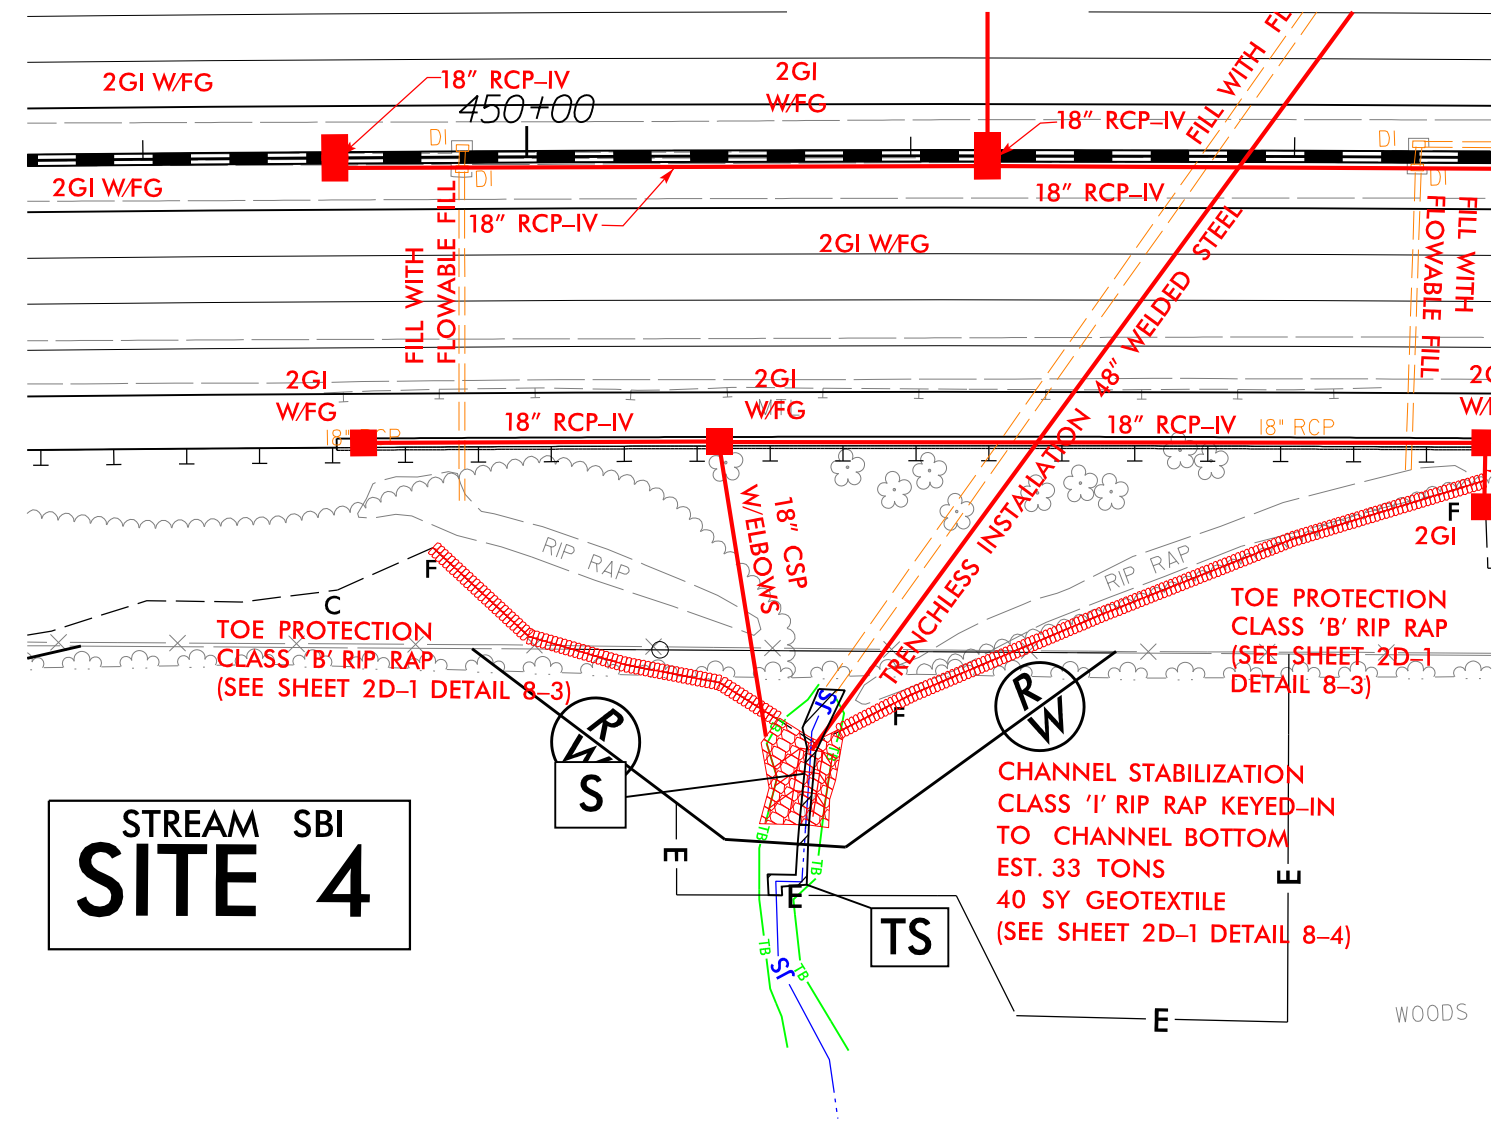 2GI W/FG
18" RCP–IV
450+00
2GI
W/FG
18" RCP–IV
FILL WITH FL
DI
DI
2GI W/FG
18" RCP–IV
18" RCP–IV
DI
DI
2GI W/FG
FILL WITH
FLOWABLE FILL
FILL WITH
FLOWABLE FILL
2GI
W/FG
2GI
W/FG
18" RCP–IV
18" RCP–IV
18" RCP
TRENCHLESS INSTALLATION 48" WELDED STEEL
18" CSP
W/ELBOWS
RIP RAP
RIP RAP
F
F
2GI
C
TOE PROTECTION
CLASS 'B' RIP RAP
(SEE SHEET 2D–1 DETAIL 8–3)
TOE PROTECTION
CLASS 'B' RIP RAP
(SEE SHEET 2D–1
DETAIL 8–3)
F
R
W
R
W
JS
S
CHANNEL STABILIZATION
CLASS 'I' RIP RAP KEYED–IN
TO CHANNEL BOTTOM
EST. 33 TONS
40 SY GEOTEXTILE
(SEE SHEET 2D–1 DETAIL 8–4)
STREAM SBI
SITE 4
TB
TB
E
E
E
TS
TB
JS
TB
E
WOODS